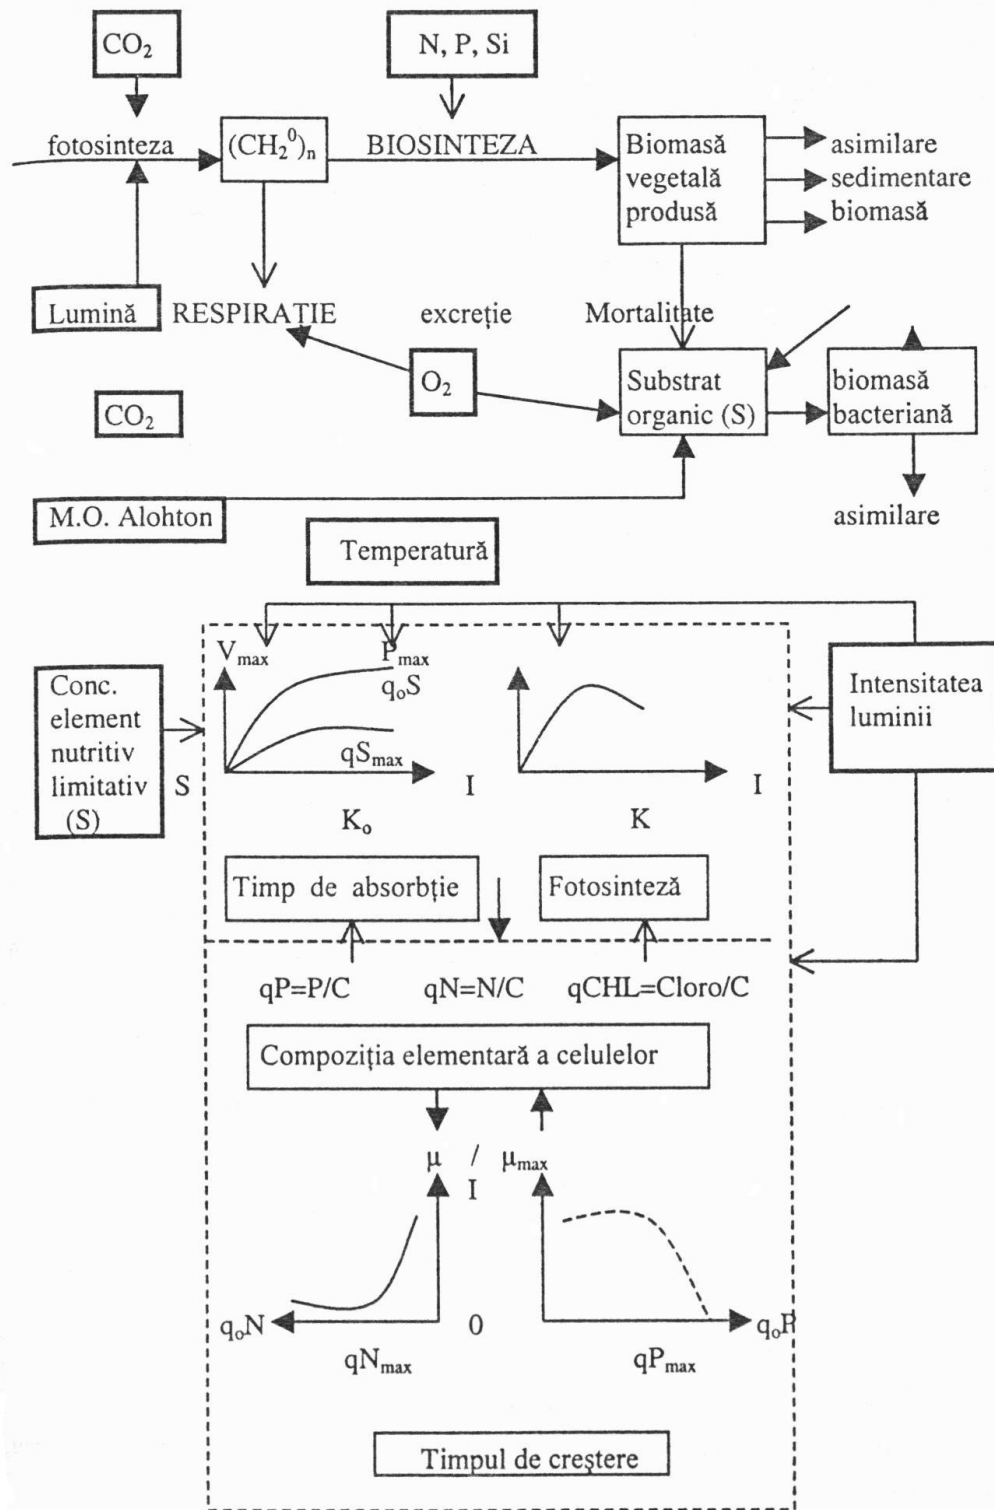 CO₂
N, P, Si
fotosinteza
(CH₂⁰)ₙ
BIOSINTEZA
Biomasă
vegetală
produsă
asimilare
sedimentare
biomasă
Lumină
RESPIRAȚIE
excreție
Mortalitate
O₂
Substrat
organic (S)
biomasă
bacteriană
CO₂
M.O. Alohton
asimilare
Temperatură
Conc.
element
nutritiv
limitativ
(S)
S
Vmax
Pmax
qₒS
qSmax
I
Kₒ
I
K
Intensitatea
luminii
Timp de absorbție
Fotosinteză
qP=P/C
qN=N/C
qCHL=Cloro/C
Compoziția elementară a celulelor
μ / μmax
I
qₒN
0
qₒP
qNmax
qPmax
Timpul de creștere